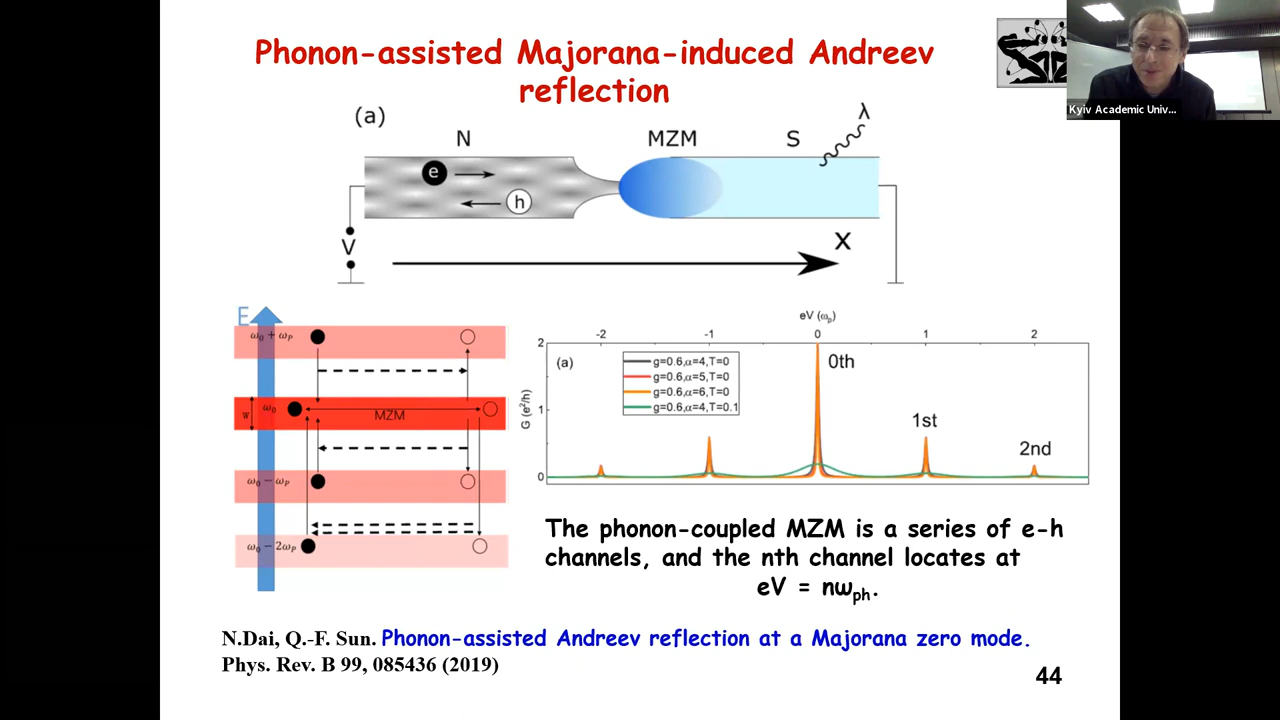 Phonon-assisted Majorana-induced Andreev
reflection
Kyiv Academic Univ...
(a)
N
MZM
S
λ
e
h
V
X
E
ω₀ + ωₚ
w
ω₀
MZM
ω₀ − ωₚ
ω₀ − 2ωₚ
eV (ωₚ)
-2 -1 0 1 2
2
1
0
G (e²/h)
(a)
g=0.6,α=4,T=0
g=0.6,α=5,T=0
g=0.6,α=6,T=0
g=0.6,α=4,T=0.1
0th
1st
2nd
The phonon-coupled MZM is a series of e-h
channels, and the nth channel locates at
eV = nωph.
N.Dai, Q.-F. Sun. Phonon-assisted Andreev reflection at a Majorana zero mode.
Phys. Rev. B 99, 085436 (2019)
44